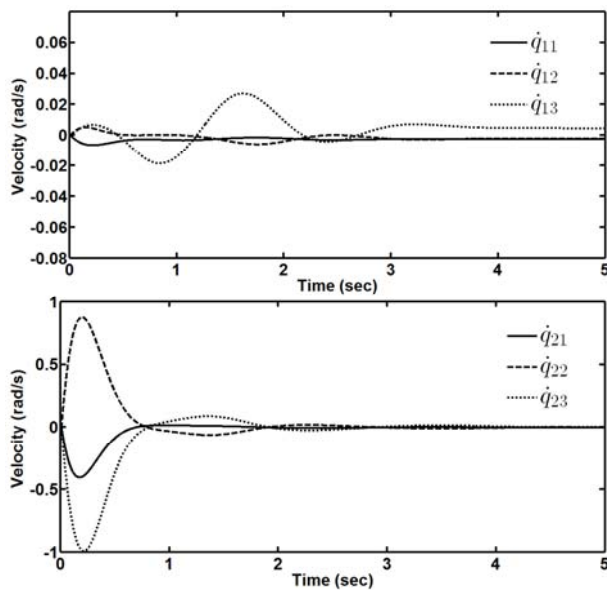 0.08
0.06
0.04
0.02
0
-0.02
-0.04
-0.06
-0.08
Velocity (rad/s)
q̇11
q̇12
q̇13
0 1 2 3 4 5
Time (sec)
1
0.5
0
-0.5
-1
Velocity (rad/s)
q̇21
q̇22
q̇23
0 1 2 3 4 5
Time (sec)